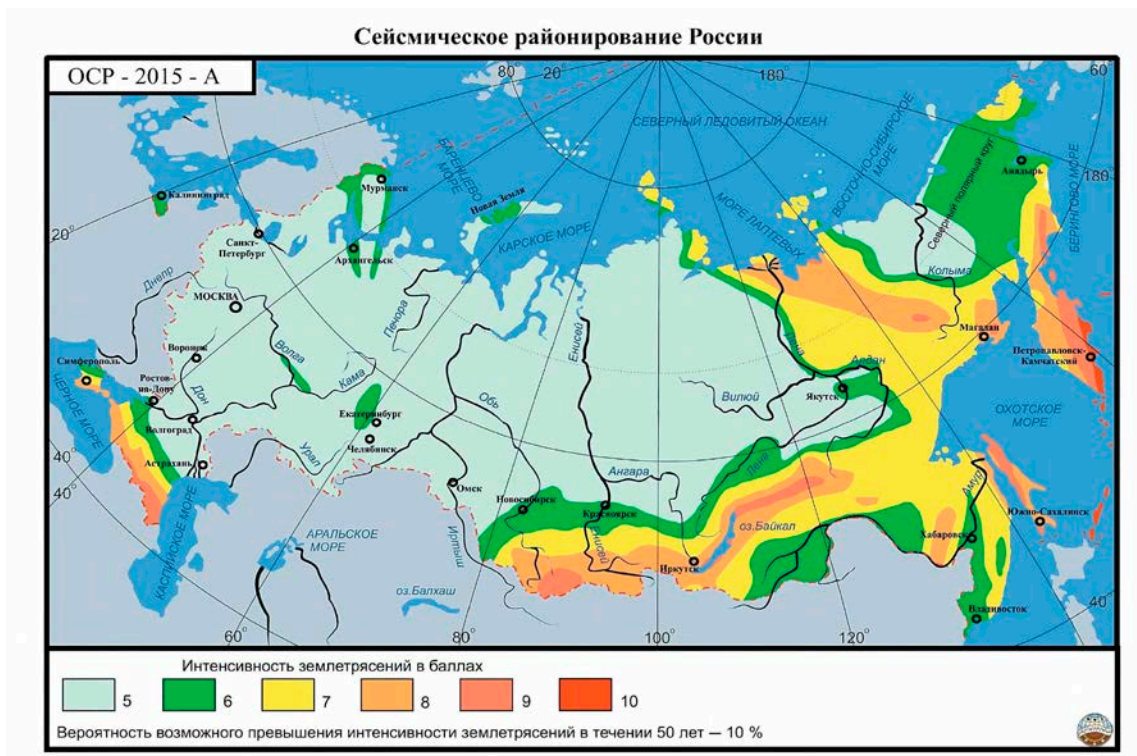 Сейсмическое районирование России
ОСР - 2015 - А
80
20°
180°
60°
СЕВЕРНЫЙ ЛЕДОВИТЫЙ ОКЕАН
ВОСТОЧНО-СИБИРСКОЕ
МОРЕ
Северный полярный круг
Анадырь
180
БЕРИНГОВО МОРЕ
Мурманск
БАРЕНЦЕВО
МОРЕ
Новая Земля
МОРЕ ЛАПТЕВЫХ
Калининград
20°
Санкт-
Петербург
Архангельск
КАРСКОЕ МОРЕ
Колыма
Днепр
МОСКВА
Печора
Енисей
Лена
Магадан
Петропавловск-
Камчатский
Воронеж
Волга
Кама
Алдан
Симферополь
Ростов-
на-Дону
Дон
Обь
Вилюй
Якутск
ЧЕРНОЕ МОРЕ
Екатеринбург
ОХОТСКОЕ
МОРЕ
Волгоград
Челябинск
Урал
40°
40°
Астрахань
Омск
Новосибирск
Ангара
Лена
Красноярск
Амур
Южно-Сахалинск
КАСПИЙСКОЕ МОРЕ
АРАЛЬСКОЕ
МОРЕ
Иртыш
Енисей
оз.Байкал
Хабаровск
Иркутск
оз.Балхаш
Владивосток
40
60°
80°
100°
120°
Интенсивность землетрясений в баллах
5 6 7 8 9 10
Вероятность возможного превышения интенсивности землетрясений в течении 50 лет — 10 %